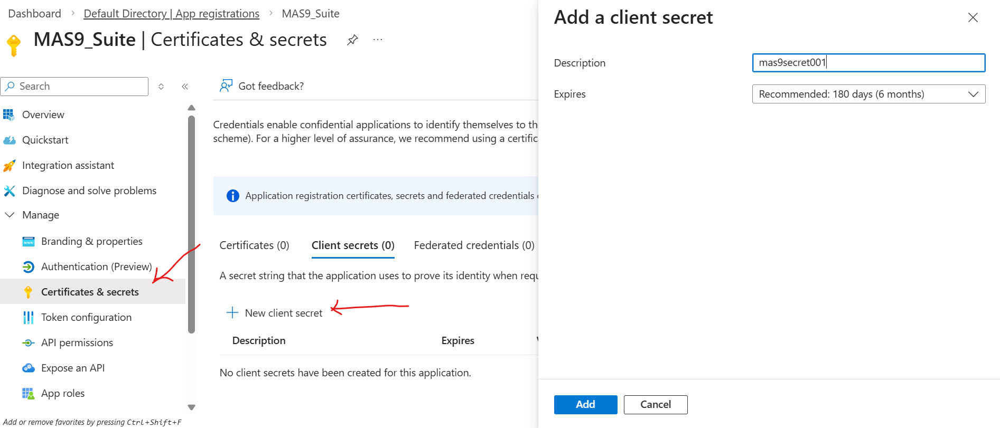 Dashboard > Default Directory | App registrations > MAS9_Suite
MAS9_Suite | Certificates & secrets
Search
Overview
Quickstart
Integration assistant
Diagnose and solve problems
Manage
Branding & properties
Authentication (Preview)
Certificates & secrets
Token configuration
API permissions
Expose an API
App roles
Add or remove favorites by pressing Ctrl+Shift+F
Got feedback?
Credentials enable confidential applications to identify themselves to
scheme). For a higher level of assurance, we recommend using a
Application registration certificates, secrets and federated credentials
Certificates (0) Client secrets (0) Federated credentials (0)
A secret string that the application uses to prove its identity when
New client secret
Description Expires
No client secrets have been created for this application.
Add a client secret
Description mas9secret001
Expires Recommended: 180 days (6 months)
Add Cancel